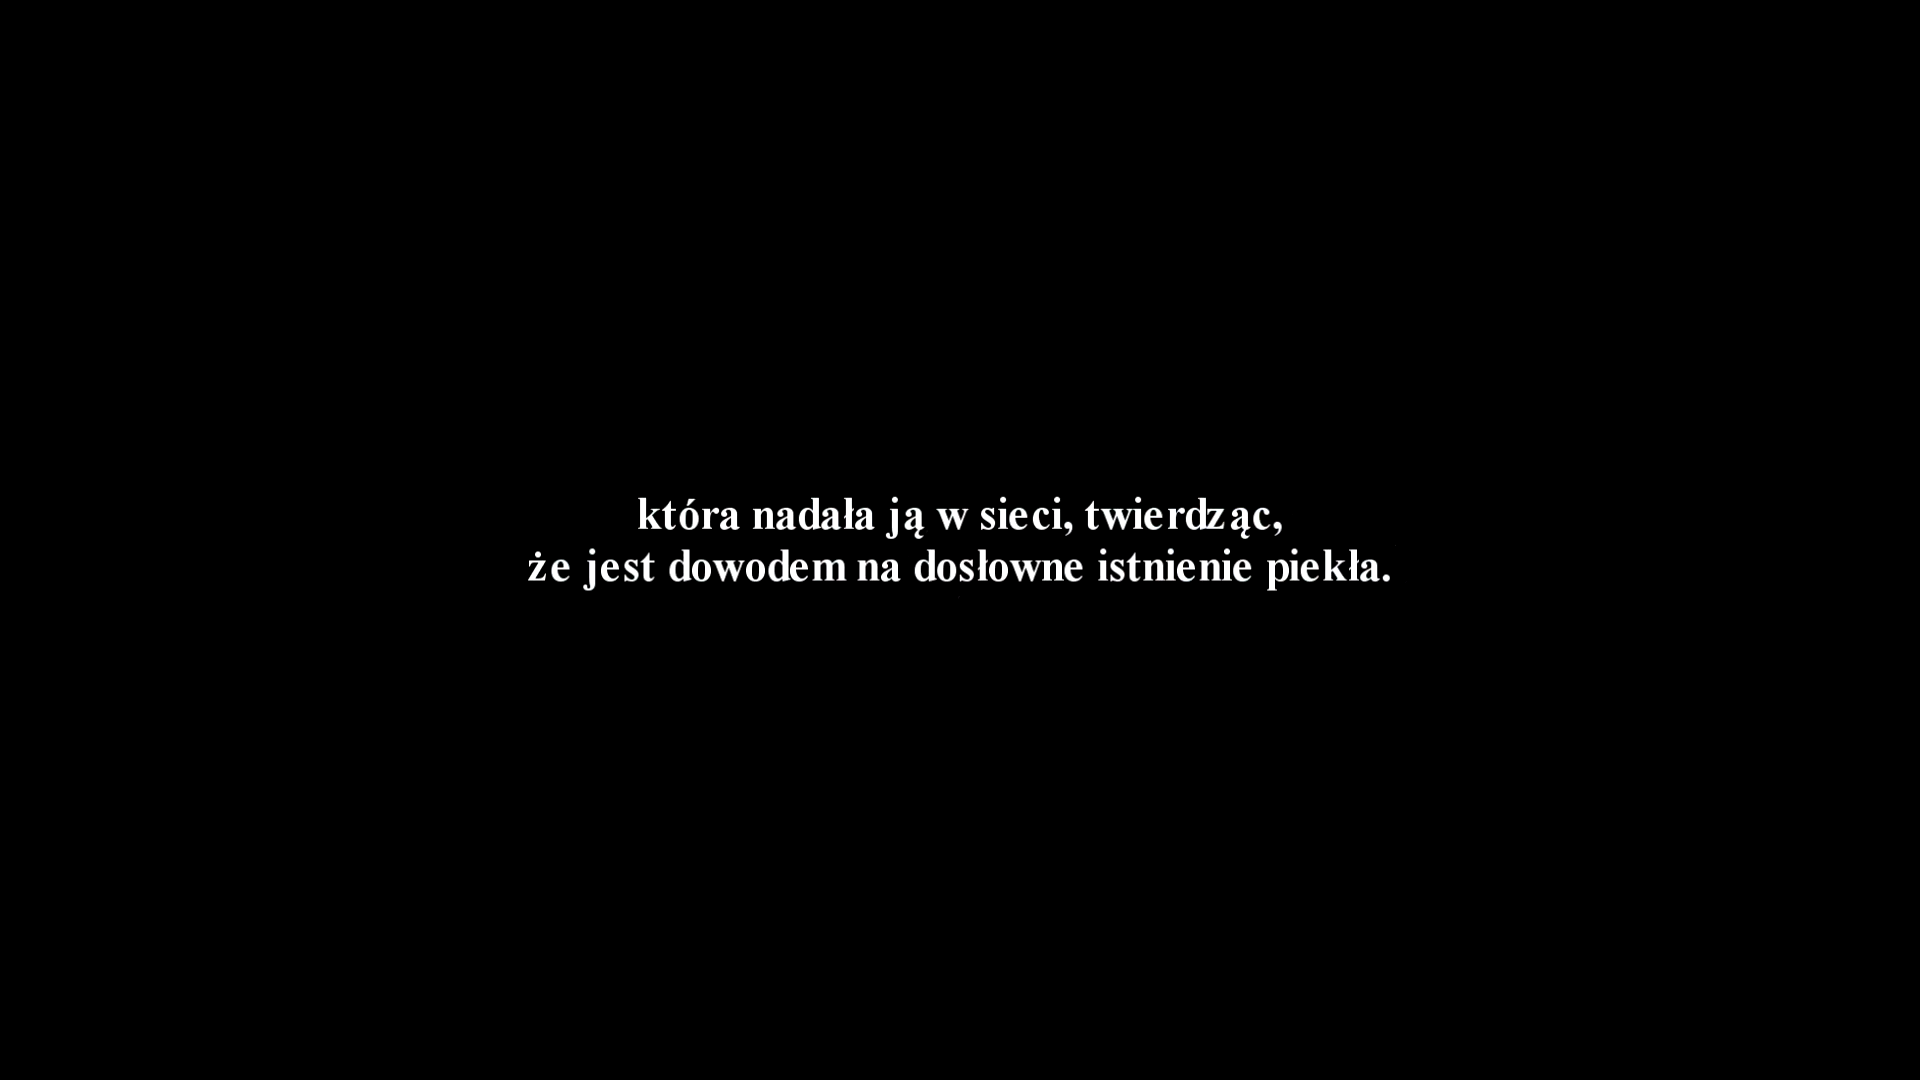 która nadała ją w sieci, twierdząc,
że jest dowodem na dosłowne istnienie piekła.